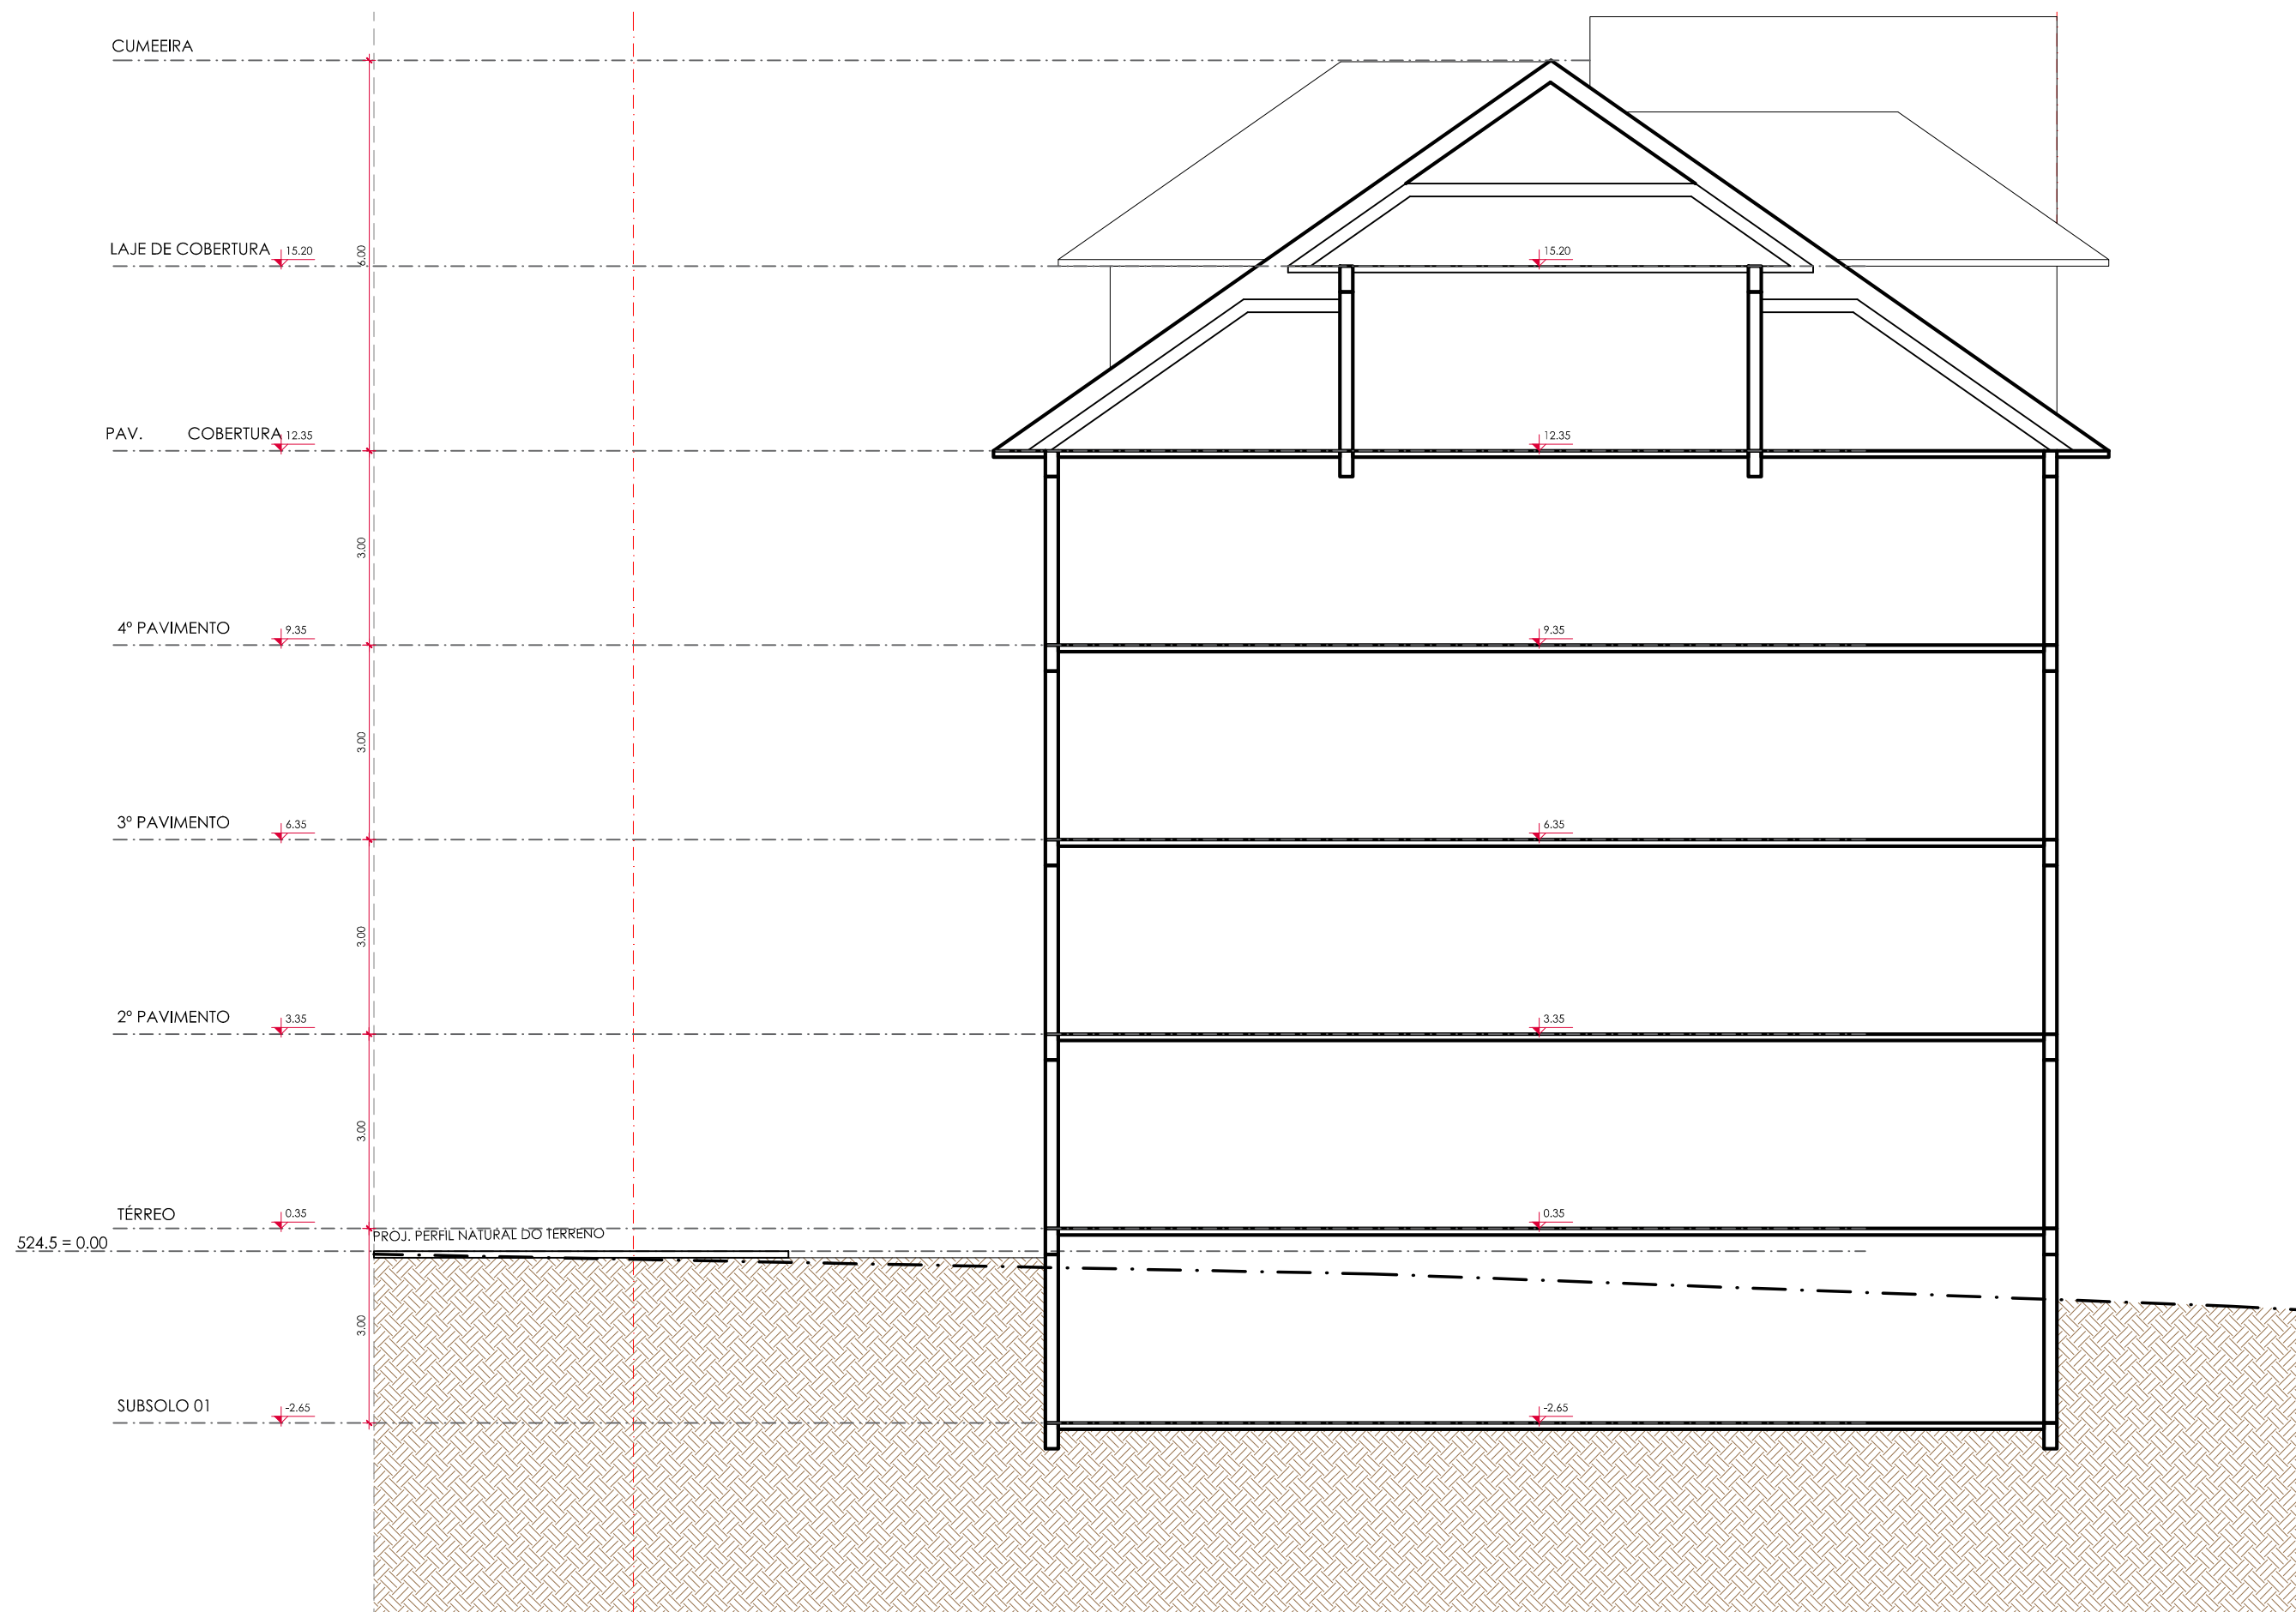 CUMEEIRA
LAJE DE COBERTURA 15.20 6.00 15.20
PAV. COBERTURA 12.35 12.35
3.00
4º PAVIMENTO 9.35 9.35
3.00
3º PAVIMENTO 6.35 6.35
3.00
2º PAVIMENTO 3.35 3.35
3.00
TÉRREO 0.35 0.35
PROJ. PERFIL NATURAL DO TERRENO
524.5 = 0.00
3.00
SUBSOLO 01 -2.65 -2.65